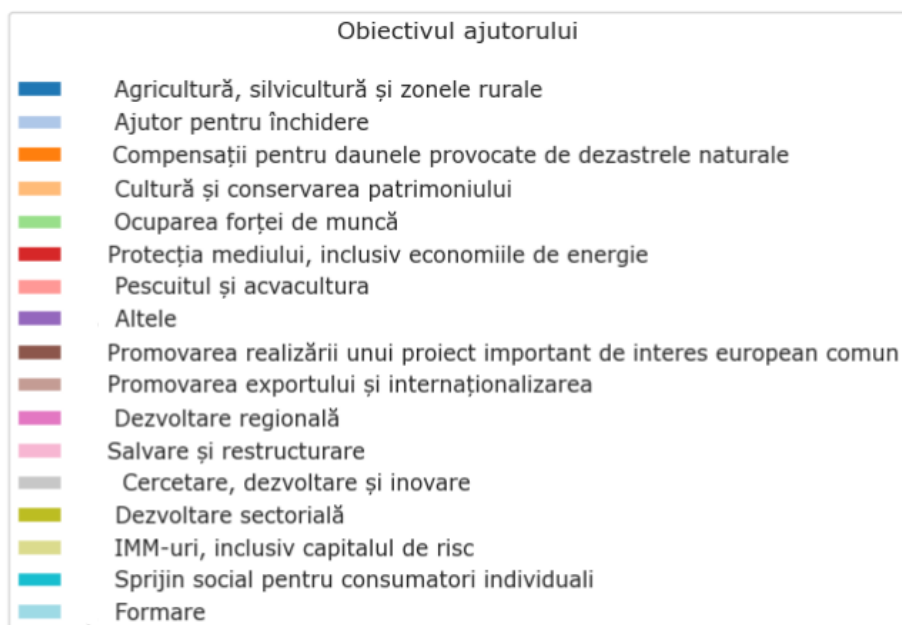 Obiectivul ajutorului
Agricultură, silvicultură și zonele rurale
Ajutor pentru închidere
Compensații pentru daunele provocate de dezastrele naturale
Cultură și conservarea patrimoniului
Ocuparea forței de muncă
Protecția mediului, inclusiv economiile de energie
Pescuitul și acvacultura
Altele
Promovarea realizării unui proiect important de interes european comun
Promovarea exportului și internaționalizarea
Dezvoltare regională
Salvare și restructurare
Cercetare, dezvoltare și inovare
Dezvoltare sectorială
IMM-uri, inclusiv capitalul de risc
Sprijin social pentru consumatori individuali
Formare